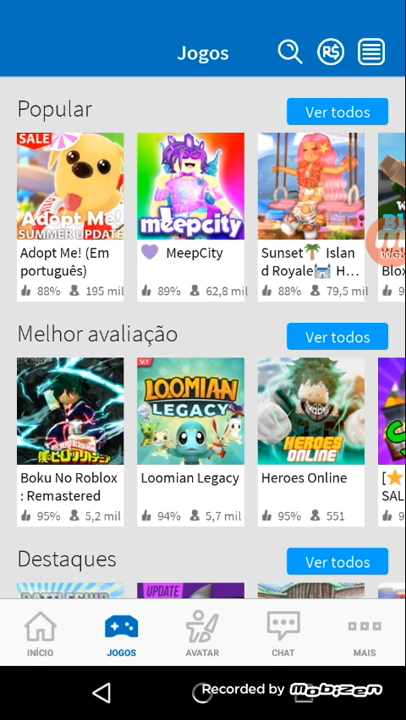 Jogos
R$
Popular
Ver todos
SALE
Adopt Me!
SUMMER UPDATE
meepcity
Adopt Me! (Em
português)
💜 MeepCity
Sunset🌴 Islan
d Royale🏰 H...
Blox
88% 195 mil
89% 62,8 mil
88% 79,5 mil
Melhor avaliação
Ver todos
V.1
LOOMIAN
LEGACY
HEROES
ONLINE
Boku No Roblox
: Remastered
Loomian Legacy
Heroes Online
[⭐
SAL
95% 5,2 mil
94% 5,7 mil
95% 551
Destaques
Ver todos
UPDATE
INÍCIO
JOGOS
AVATAR
CHAT
MAIS
Recorded by Mobizen